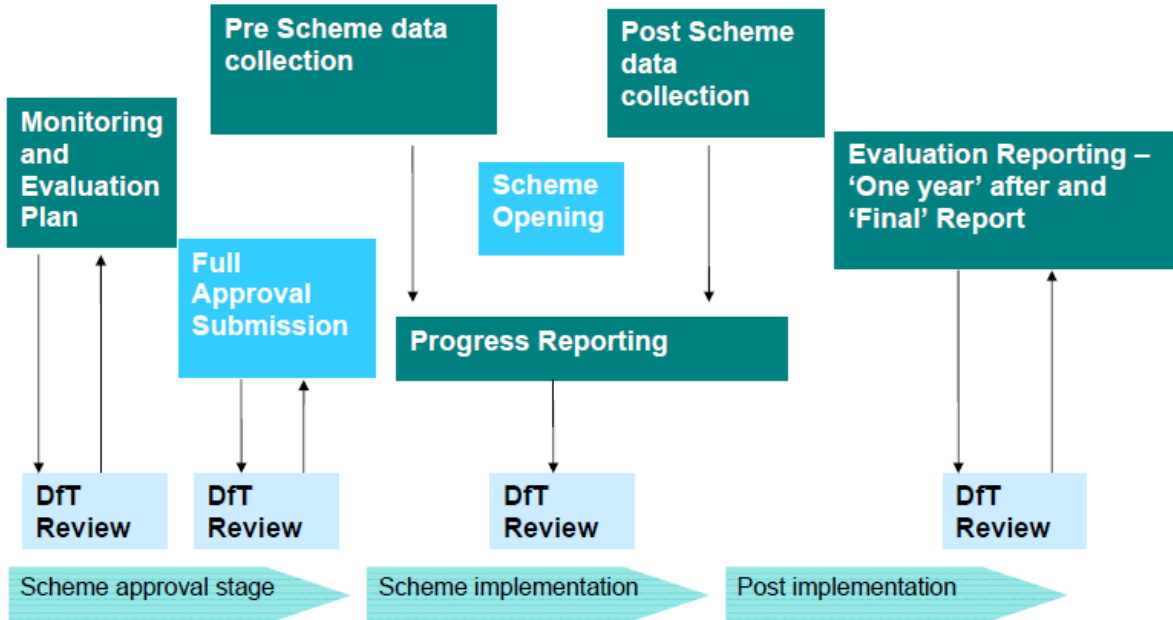 Pre Scheme data
collection
Post Scheme
data
collection
Monitoring
and
Evaluation
Plan
Evaluation Reporting –
‘One year’ after and
‘Final’ Report
Scheme
Opening
Full
Approval
Submission
Progress Reporting
DfT
Review
DfT
Review
DfT
Review
DfT
Review
Scheme approval stage
Scheme implementation
Post implementation